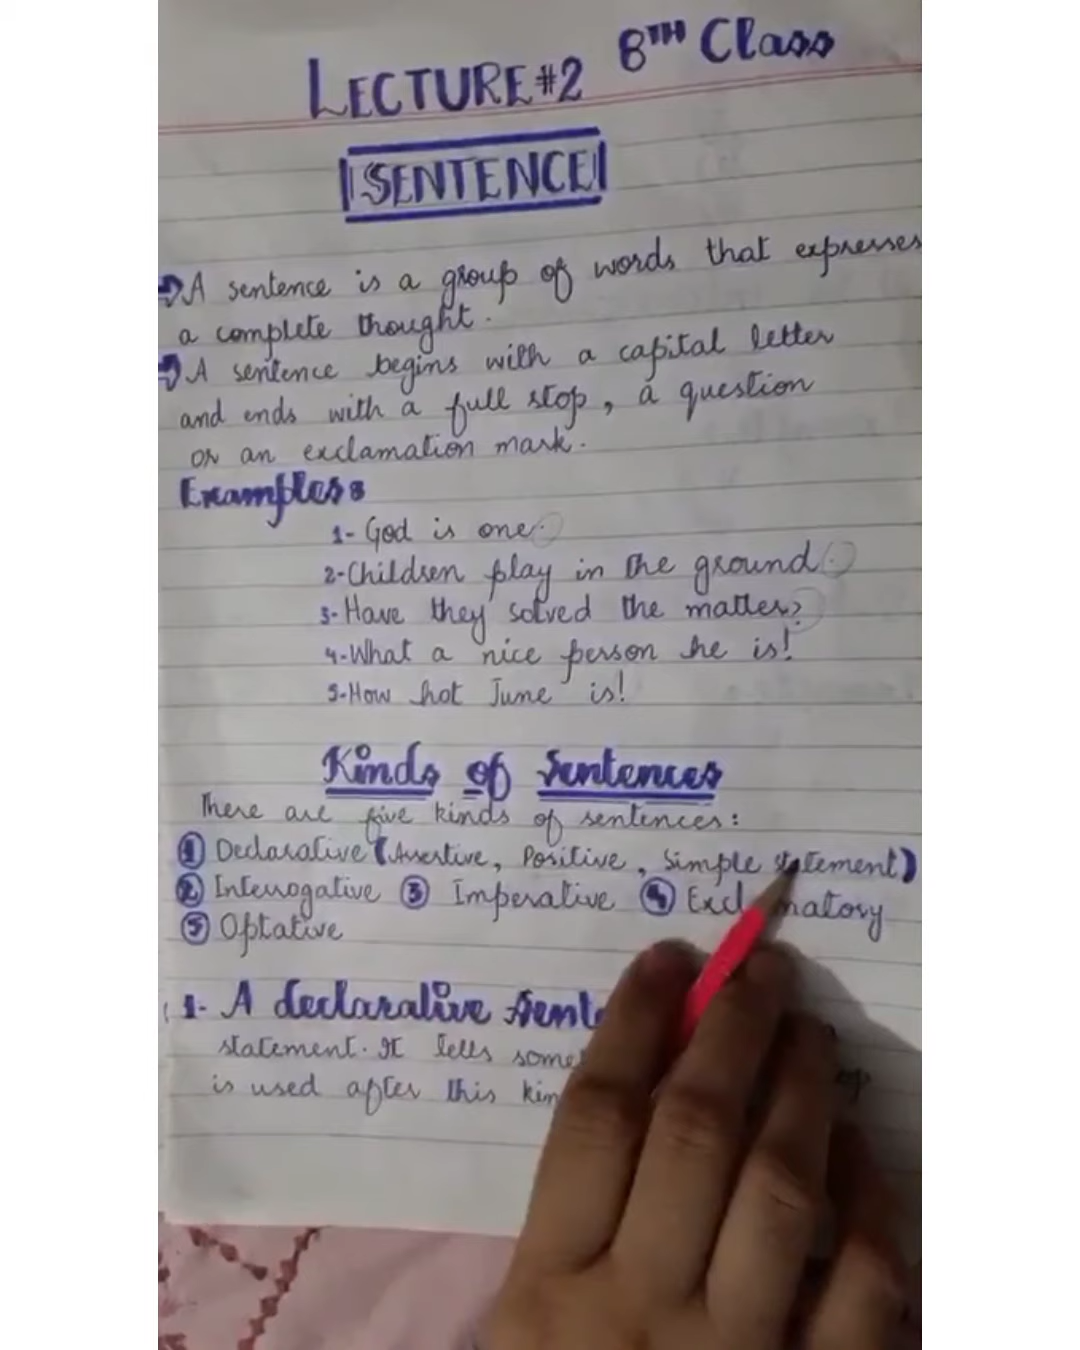 8TH Class
LECTURE #2
SENTENCE
→ A sentence is a group of words that expresses
a complete thought.
→ A sentence begins with a capital letter
and ends with a full stop, a question
or an exclamation mark.
Examples:
1- God is one.
2- Children play in the ground.
3- Have they solved the matter?
4- What a nice person he is!
5- How hot June is!
Kinds of Sentences
There are five kinds of sentences:
① Declarative (Assertive, Positive, Simple statement)
② Interrogative ③ Imperative ④ Exclamatory
⑤ Optative
1- A declarative
statement. It tells
is used after this